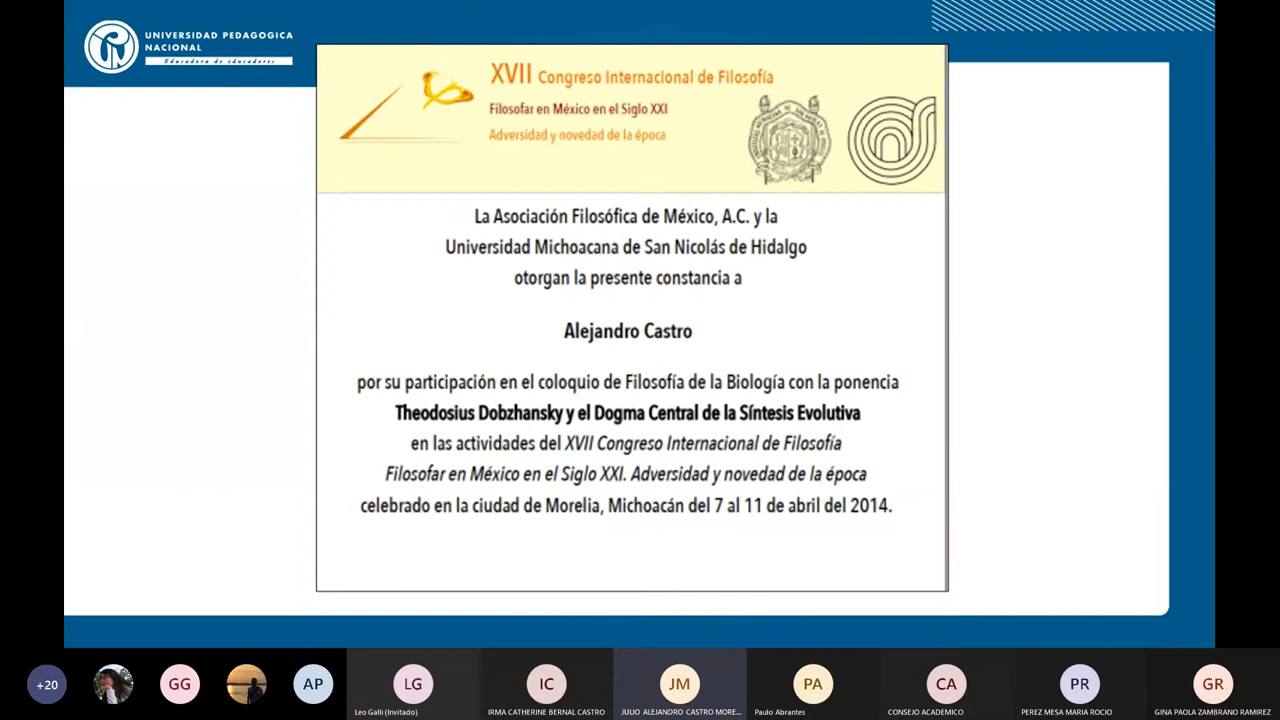 UNIVERSIDAD PEDAGOGICA
NACIONAL
Educadora de educadores
XVII Congreso Internacional de Filosofía
Filosofar en México en el Siglo XXI
Adversidad y novedad de la época
La Asociación Filosófica de México, A.C. y la
Universidad Michoacana de San Nicolás de Hidalgo
otorgan la presente constancia a
Alejandro Castro
por su participación en el coloquio de Filosofía de la Biología con la ponencia
Theodosius Dobzhansky y el Dogma Central de la Síntesis Evolutiva
en las actividades del XVII Congreso Internacional de Filosofía
Filosofar en México en el Siglo XXI. Adversidad y novedad de la época
celebrado en la ciudad de Morelia, Michoacán del 7 al 11 de abril del 2014.
+20
GG
AP
LG
IC
JM
PA
CA
PR
GR
Leo Galli (Invitado)
IRMA CATHERINE BERNAL CASTRO
JULIO ALEJANDRO CASTRO MORE...
Paulo Abrantes
CONSEJO ACADEMICO
PEREZ MESA MARIA ROCIO
GINA PAOLA ZAMBRANO RAMIREZ